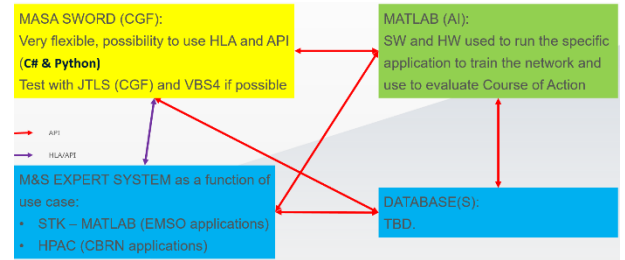 MASA SWORD (CGF):
Very flexible, possibility to use HLA and API
(C# & Python)
Test with JTLS (CGF) and VBS4 if possible
MATLAB (AI):
SW and HW used to run the specific
application to train the network and
use to evaluate Course of Action
API
HLA/API
M&S EXPERT SYSTEM as a function of
use case:
• STK – MATLAB (EMSO applications)
• HPAC (CBRN applications)
DATABASE(S):
TBD.